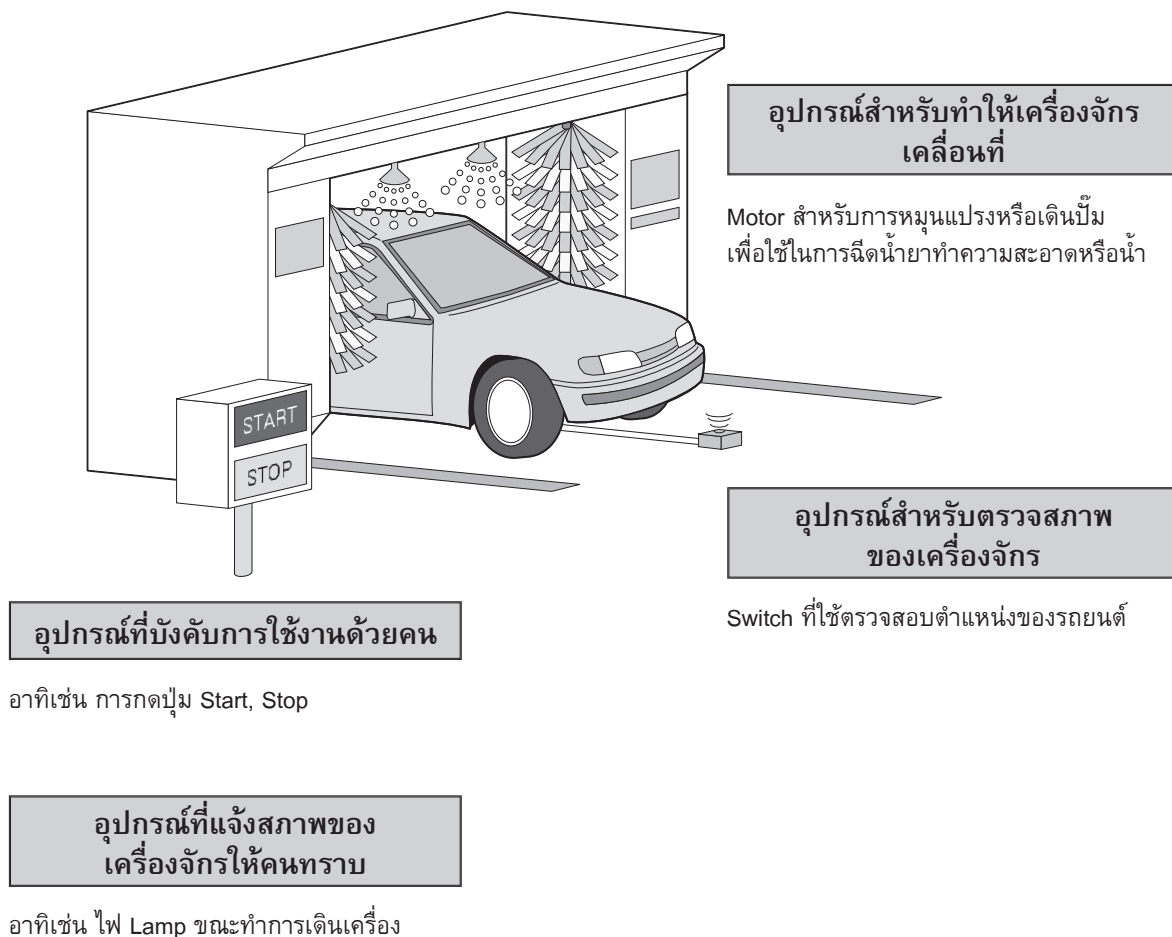 อุปกรณ์สำหรับทำให้เครื่องจักร
เคลื่อนที่
Motor สำหรับการหมุนแปรงหรือเดินปั๊ม
เพื่อใช้ในการฉีดน้ำยาทำความสะอาดหรือน้ำ
START
STOP
อุปกรณ์สำหรับตรวจสภาพ
ของเครื่องจักร
Switch ที่ใช้ตรวจสอบตำแหน่งของรถยนต์
อุปกรณ์ที่บังคับการใช้งานด้วยคน
อาทิเช่น การกดปุ่ม Start, Stop
อุปกรณ์ที่แจ้งสภาพของ
เครื่องจักรให้คนทราบ
อาทิเช่น ไฟ Lamp ขณะทำการเดินเครื่อง